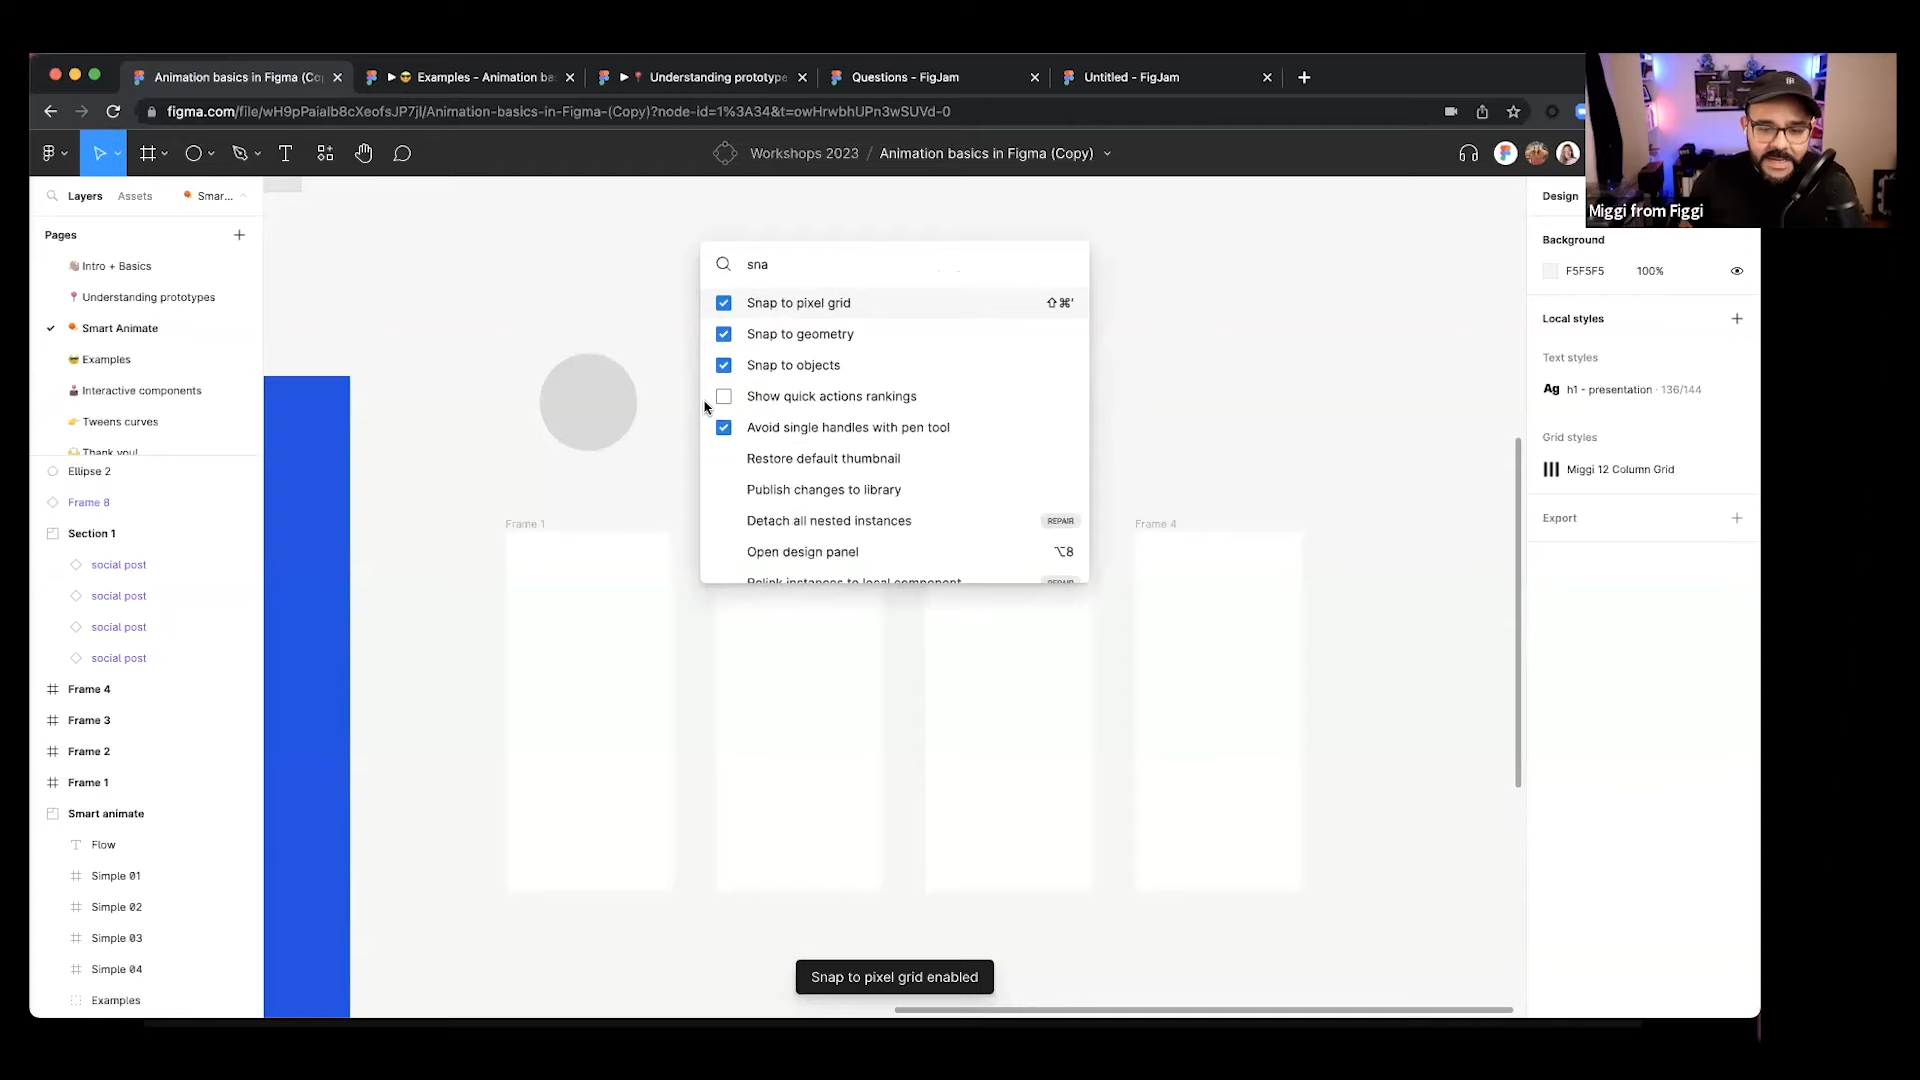 Animation basics in Figma (Co
Examples - Animation ba
Understanding prototype
Questions - FigJam
Untitled - FigJam
figma.com/file/wH9pPaialb8cXeofsJP7jl/Animation-basics-in-Figma-(Copy)?node-id=1%3A34&t=owHrwbhUPn3wSUVd-0
Workshops 2023 / Animation basics in Figma (Copy)
Miggi from Figgi
Layers
Assets
Smar...
Design
Pages
Intro + Basics
Understanding prototypes
Smart Animate
Examples
Interactive components
Tweens curves
Thank you!
Ellipse 2
Frame 8
Section 1
social post
social post
social post
social post
Frame 4
Frame 3
Frame 2
Frame 1
Smart animate
Flow
Simple 01
Simple 02
Simple 03
Simple 04
Examples
sna
Snap to pixel grid ⇧⌘'
Snap to geometry
Snap to objects
Show quick actions rankings
Avoid single handles with pen tool
Restore default thumbnail
Publish changes to library
Detach all nested instances REPAIR
Open design panel ⌥8
Relink instances to local component REPAIR
Frame 1
Frame 4
Snap to pixel grid enabled
Background
F5F5F5 100%
Local styles
Text styles
Ag h1 - presentation · 136/144
Grid styles
Miggi 12 Column Grid
Export